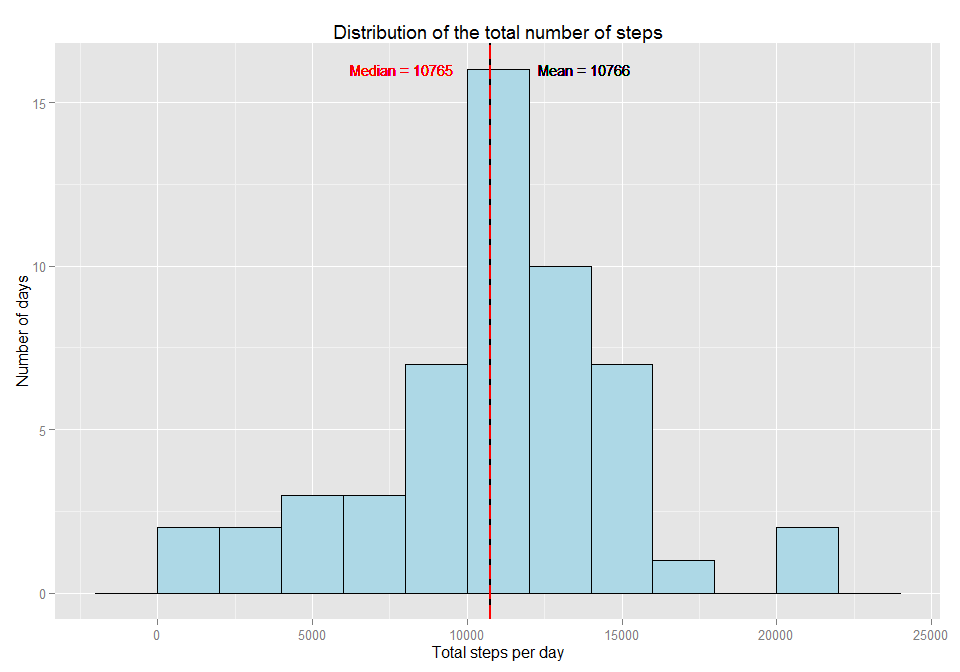 Distribution of the total number of steps
Median = 10765
Mean = 10766
15
10
5
0
Number of days
0 5000 10000 15000 20000 25000
Total steps per day